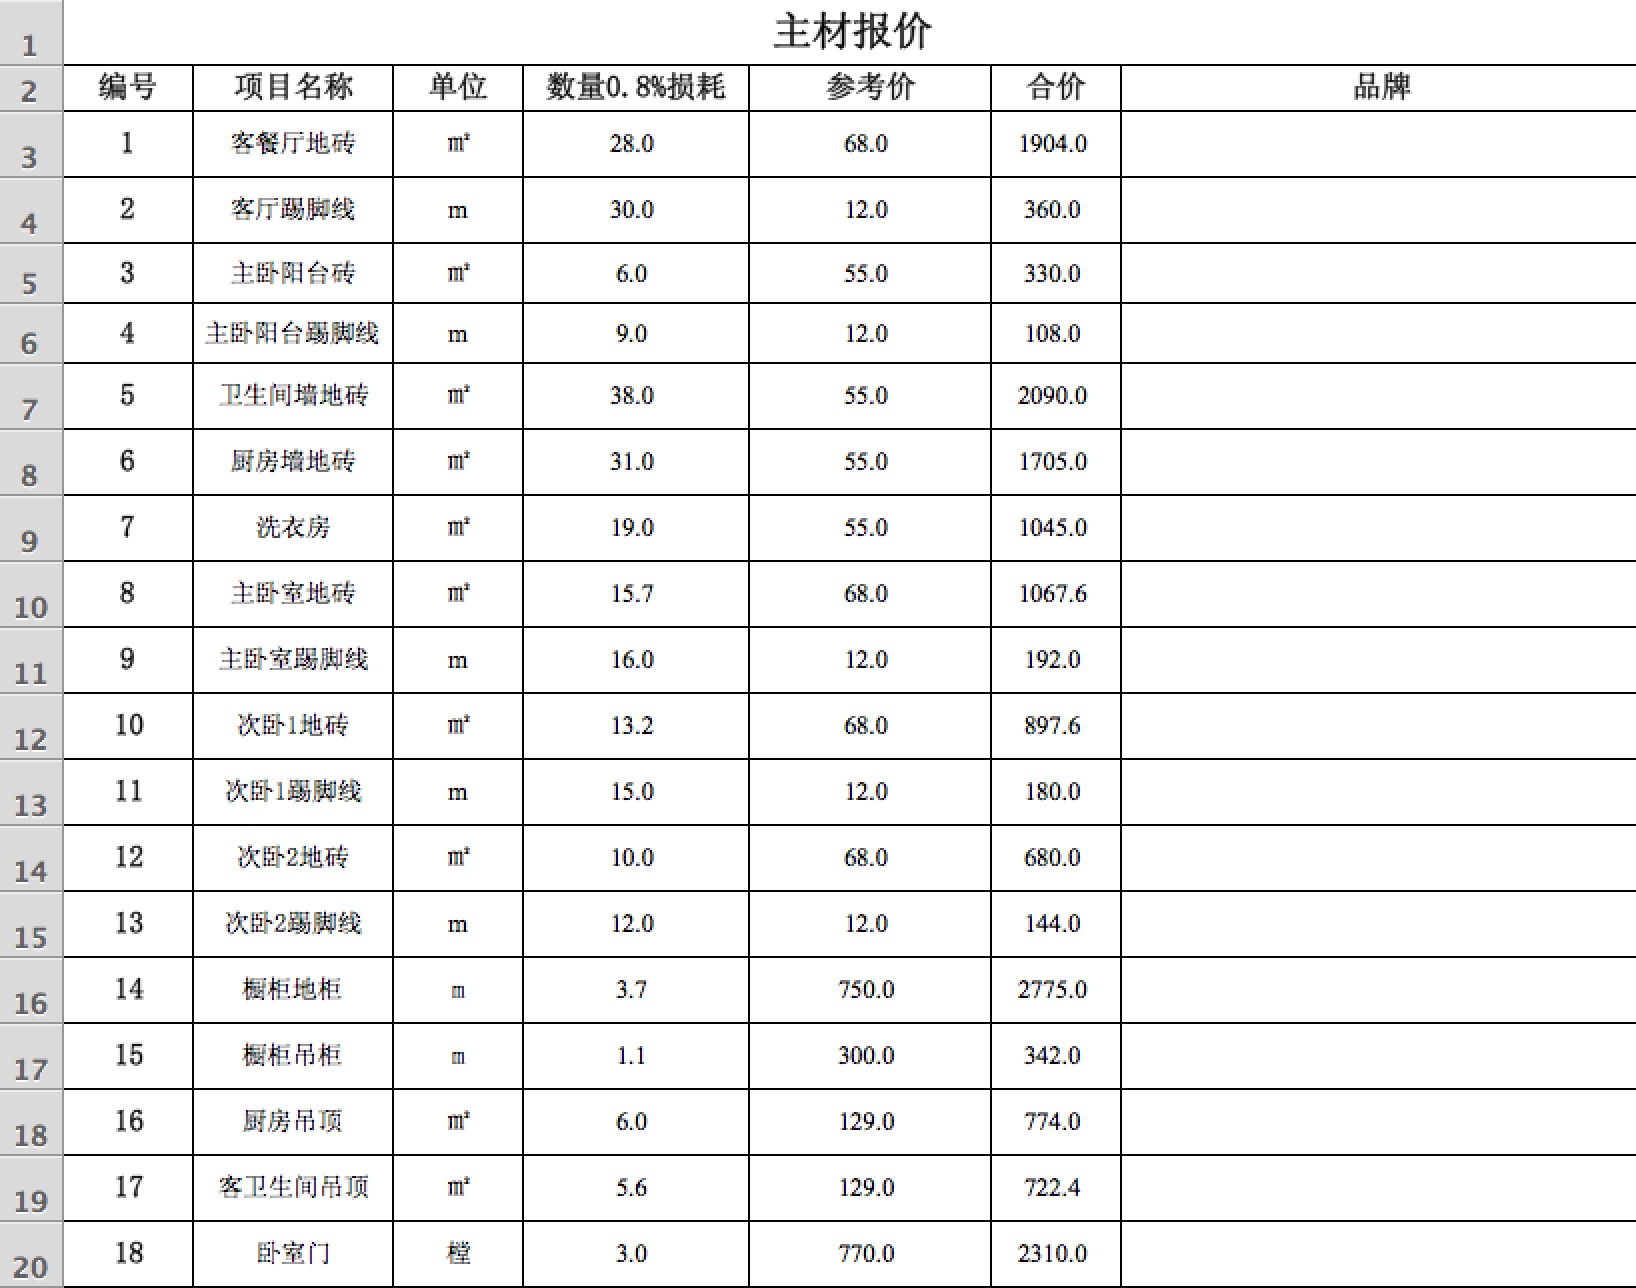 1 主材报价
2 编号 项目名称 单位 数量0.8%损耗 参考价 合价 品牌
3 1 客餐厅地砖 ㎡ 28.0 68.0 1904.0
4 2 客厅踢脚线 m 30.0 12.0 360.0
5 3 主卧阳台砖 ㎡ 6.0 55.0 330.0
6 4 主卧阳台踢脚线 m 9.0 12.0 108.0
7 5 卫生间墙地砖 ㎡ 38.0 55.0 2090.0
8 6 厨房墙地砖 ㎡ 31.0 55.0 1705.0
9 7 洗衣房 ㎡ 19.0 55.0 1045.0
10 8 主卧室地砖 ㎡ 15.7 68.0 1067.6
11 9 主卧室踢脚线 m 16.0 12.0 192.0
12 10 次卧1地砖 ㎡ 13.2 68.0 897.6
13 11 次卧1踢脚线 m 15.0 12.0 180.0
14 12 次卧2地砖 ㎡ 10.0 68.0 680.0
15 13 次卧2踢脚线 m 12.0 12.0 144.0
16 14 橱柜地柜 m 3.7 750.0 2775.0
17 15 橱柜吊柜 m 1.1 300.0 342.0
18 16 厨房吊顶 ㎡ 6.0 129.0 774.0
19 17 客卫生间吊顶 ㎡ 5.6 129.0 722.4
20 18 卧室门 樘 3.0 770.0 2310.0